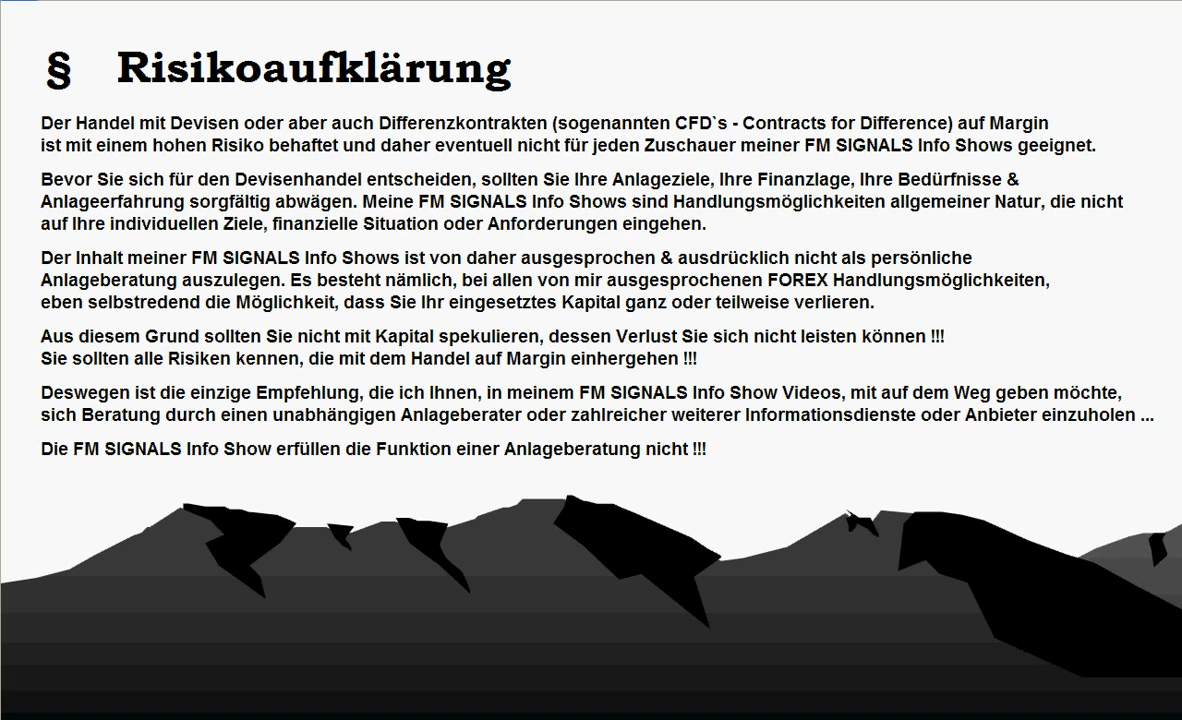 § Risikoaufklärung
Der Handel mit Devisen oder aber auch Differenzkontrakten (sogenannten CFD`s - Contracts for Difference) auf Margin
ist mit einem hohen Risiko behaftet und daher eventuell nicht für jeden Zuschauer meiner FM SIGNALS Info Shows geeignet.
Bevor Sie sich für den Devisenhandel entscheiden, sollten Sie Ihre Anlageziele, Ihre Finanzlage, Ihre Bedürfnisse &
Anlageerfahrung sorgfältig abwägen. Meine FM SIGNALS Info Shows sind Handlungsmöglichkeiten allgemeiner Natur, die nicht
auf Ihre individuellen Ziele, finanzielle Situation oder Anforderungen eingehen.
Der Inhalt meiner FM SIGNALS Info Shows ist von daher ausgesprochen & ausdrücklich nicht als persönliche
Anlageberatung auszulegen. Es besteht nämlich, bei allen von mir ausgesprochenen FOREX Handlungsmöglichkeiten,
eben selbstredend die Möglichkeit, dass Sie Ihr eingesetztes Kapital ganz oder teilweise verlieren.
Aus diesem Grund sollten Sie nicht mit Kapital spekulieren, dessen Verlust Sie sich nicht leisten können !!!
Sie sollten alle Risiken kennen, die mit dem Handel auf Margin einhergehen !!!
Deswegen ist die einzige Empfehlung, die ich Ihnen, in meinem FM SIGNALS Info Show Videos, mit auf dem Weg geben möchte,
sich Beratung durch einen unabhängigen Anlageberater oder zahlreicher weiterer Informationsdienste oder Anbieter einzuholen ...
Die FM SIGNALS Info Show erfüllen die Funktion einer Anlageberatung nicht !!!